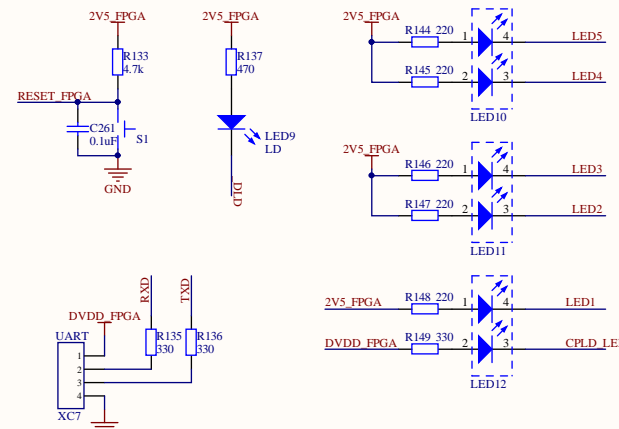 2V5_FPGA
R133
4.7k
RESET_FPGA
C261
0.1uF
S1
GND
2V5_FPGA
R137
470
LED9
LD
DLD
2V5_FPGA
R144 220
1
4
LED5
R145 220
2
3
LED4
LED10
2V5_FPGA
R146 220
1
4
LED3
R147 220
2
3
LED2
LED11
2V5_FPGA
R148 220
1
4
LED1
DVDD_FPGA
R149 330
2
3
CPLD_LE
LED12
RXD
TXD
DVDD_FPGA
UART
R135
330
R136
330
1
2
3
4
XC7